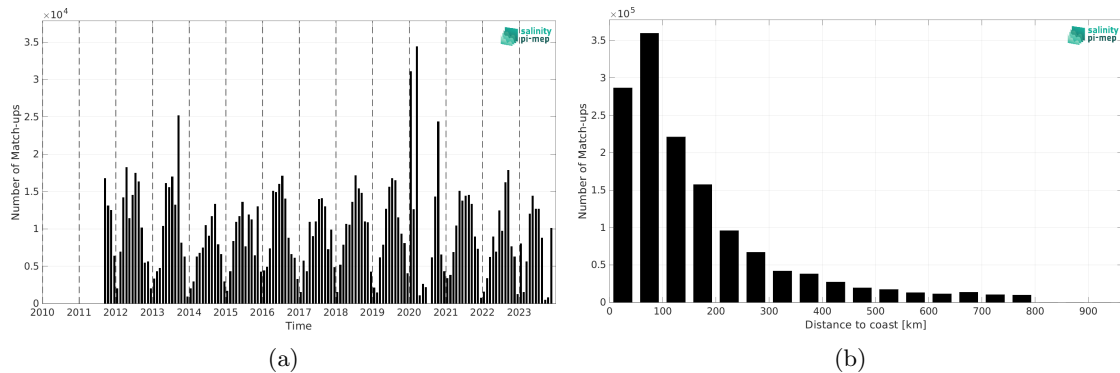 ×10⁴
3.5
3
2.5
2
1.5
1
0.5
0
Number of Match-ups
2010 2011 2012 2013 2014 2015 2016 2017 2018 2019 2020 2021 2022 2023
Time
salinity
pi-mep
(a)
×10⁵
3.5
3
2.5
2
1.5
1
0.5
0
Number of Match-ups
0 100 200 300 400 500 600 700 800 900
Distance to coast [km]
salinity
pi-mep
(b)